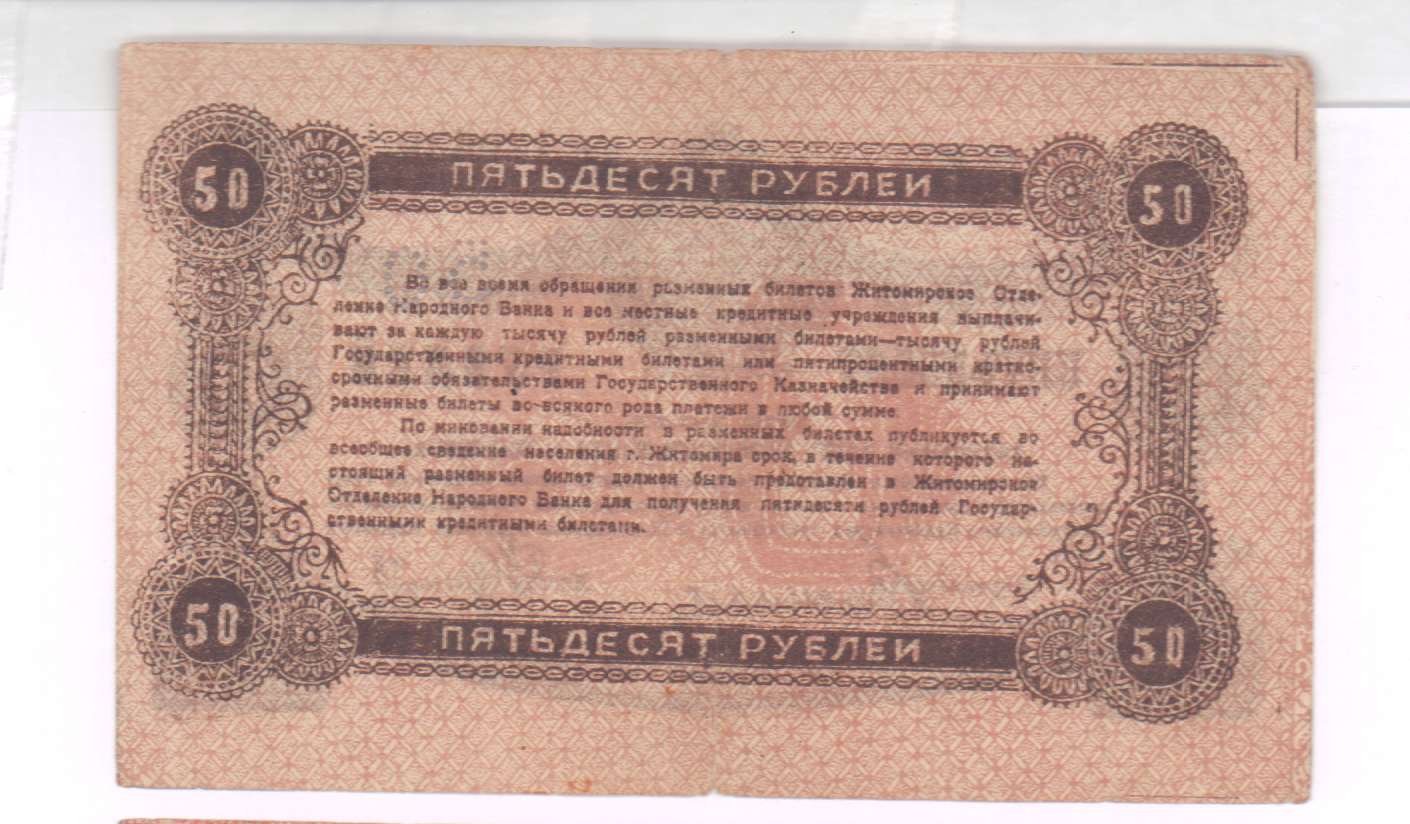 50 ПЯТЬДЕСЯТ РУБЛЕИ 50
Во все время обращения разменных билетов Житомирское Отде-
ление Народного Банка и все местные кредитные учреждения выплачи-
вают за каждую тысячу рублей разменными билетами—тысячу рублей
Государственными кредитными билетами или пятипроцентными кратко-
срочными обязательствами Государственного Казначейства и принимают
разменные билеты во всякого рода платежи в любой сумме.
По миновании надобности в разменных билетах публикуется во
всеобщее сведение населения г. Житомира срок, в течение которого на-
стоящий разменный билет должен быть представлен в Житомирское
Отделение Народного Банка для получения пятидесяти рублей Государ-
ственными кредитными билетами.
50 ПЯТЬДЕСЯТ РУБЛЕИ 50